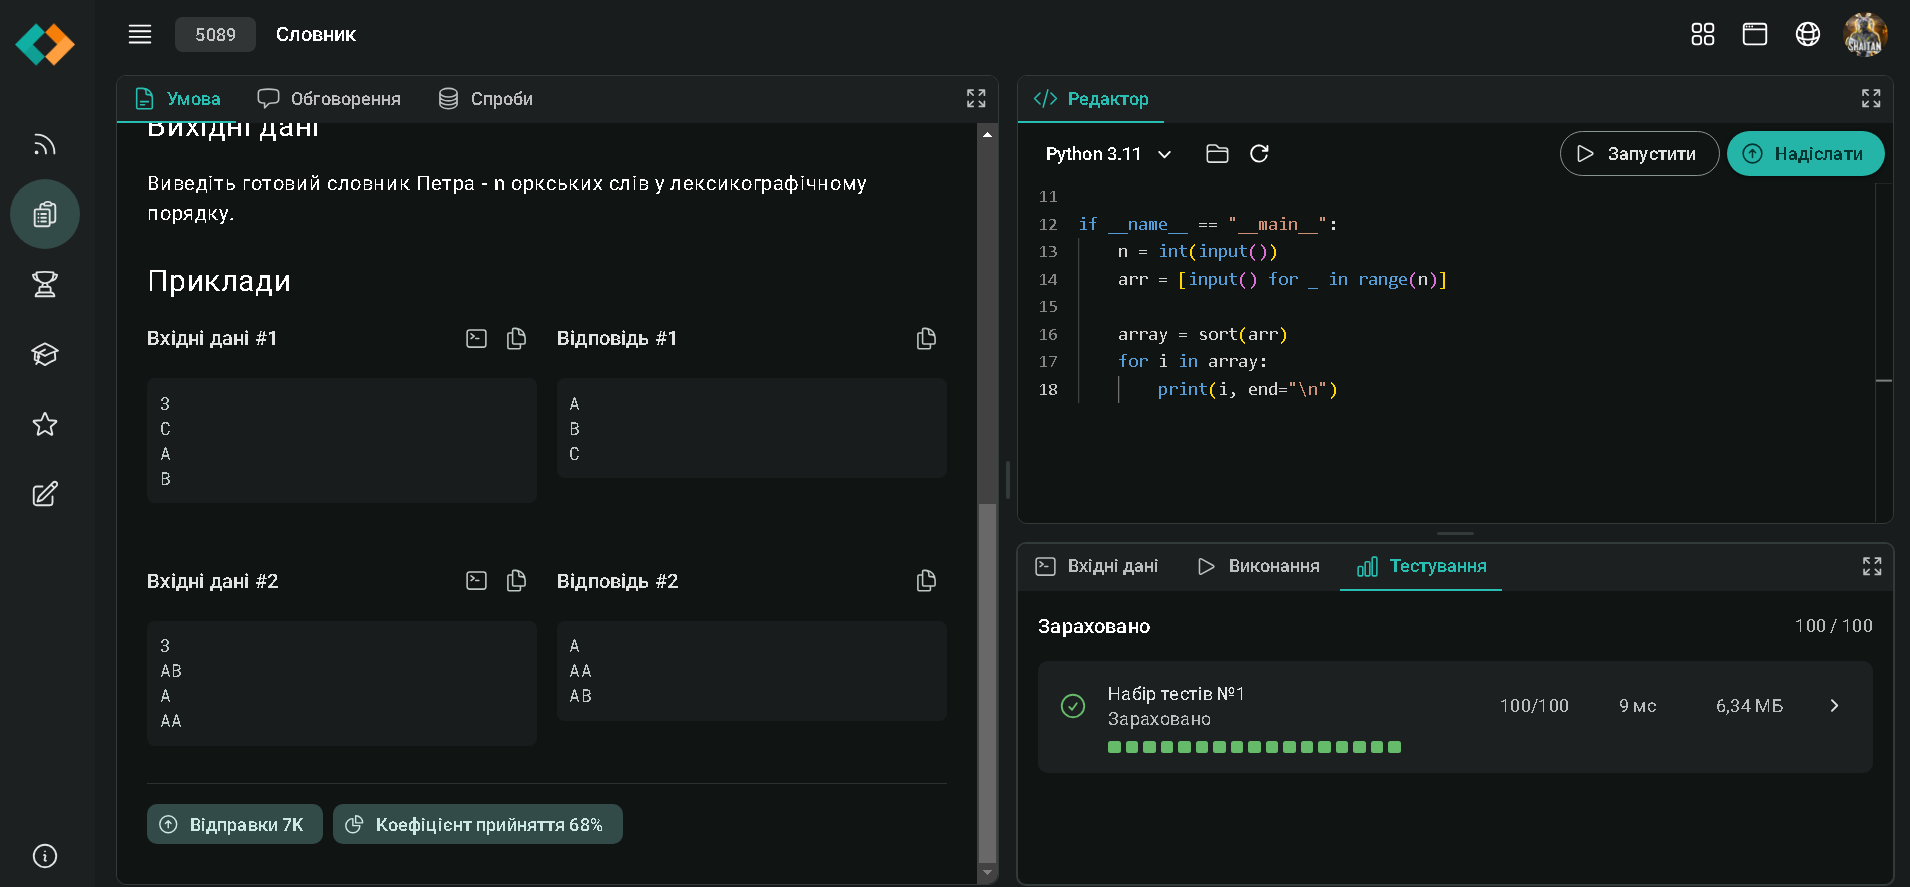 5089
Словник
Умова
Обговорення
Спроби
Вихідні дані
Виведіть готовий словник Петра - n оркських слів у лексикографічному
порядку.
Приклади
Вхідні дані #1
Відповідь #1
3
C
A
B
A
B
C
Вхідні дані #2
Відповідь #2
3
AB
A
AA
A
AA
AB
Відправки 7K
Коефіцієнт прийняття 68%
Редактор
Python 3.11
Запустити
Надіслати
11
12 if __name__ == "__main__":
13 n = int(input())
14 arr = [input() for _ in range(n)]
15
16 array = sort(arr)
17 for i in array:
18 print(i, end="\n")
Вхідні дані
Виконання
Тестування
Зараховано
100 / 100
Набір тестів №1
Зараховано
100/100
9 мс
6,34 МБ
SHAITAN